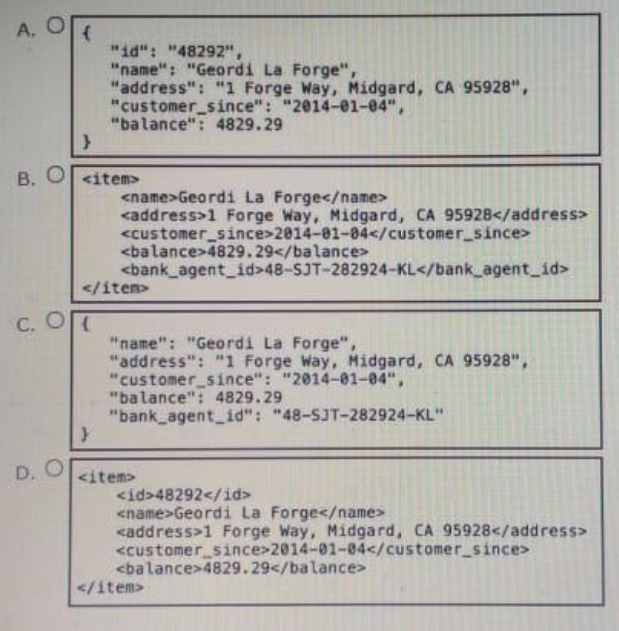 A. {
"id": "48292",
"name": "Geordi La Forge",
"address": "1 Forge Way, Midgard, CA 95928",
"customer_since": "2014-01-04",
"balance": 4829.29
}
B. <item>
<name>Geordi La Forge</name>
<address>1 Forge Way, Midgard, CA 95928</address>
<customer_since>2014-01-04</customer_since>
<balance>4829.29</balance>
<bank_agent_id>48-SJT-282924-KL</bank_agent_id>
</item>
C. {
"name": "Geordi La Forge",
"address": "1 Forge Way, Midgard, CA 95928",
"customer_since": "2014-01-04",
"balance": 4829.29
"bank_agent_id": "48-SJT-282924-KL"
}
D. <item>
<id>48292</id>
<name>Geordi La Forge</name>
<address>1 Forge Way, Midgard, CA 95928</address>
<customer_since>2014-01-04</customer_since>
<balance>4829.29</balance>
</item>